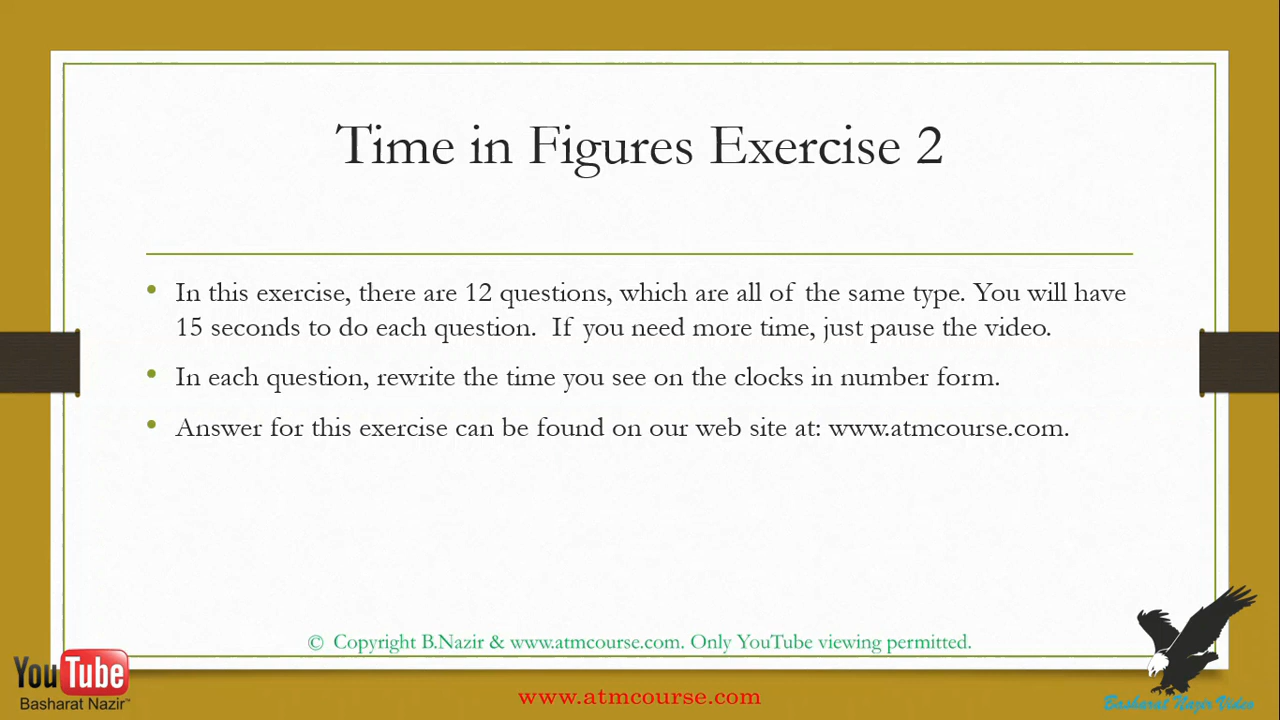 Time in Figures Exercise 2
• In this exercise, there are 12 questions, which are all of the same type. You will have
15 seconds to do each question.  If you need more time, just pause the video.
• In each question, rewrite the time you see on the clocks in number form.
• Answer for this exercise can be found on our web site at: www.atmcourse.com.
© Copyright B.Nazir & www.atmcourse.com. Only YouTube viewing permitted.
YouTube
Basharat Nazir™
www.atmcourse.com
Basharat Nazir Video